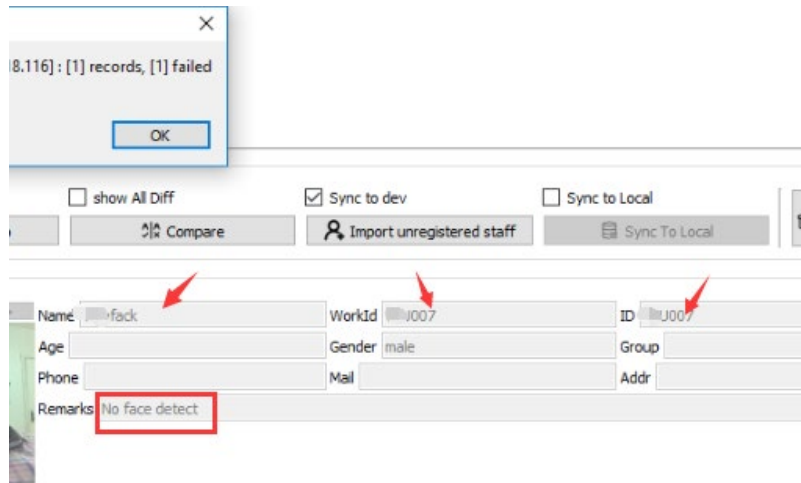 8.116] : [1] records, [1] failed
OK
show All Diff
Sync to dev
Sync to Local
Compare
Import unregistered staff
Sync To Local
Name fack
WorkId J007
ID U007
Age
Gender male
Group
Phone
Mail
Addr
Remarks No face detect